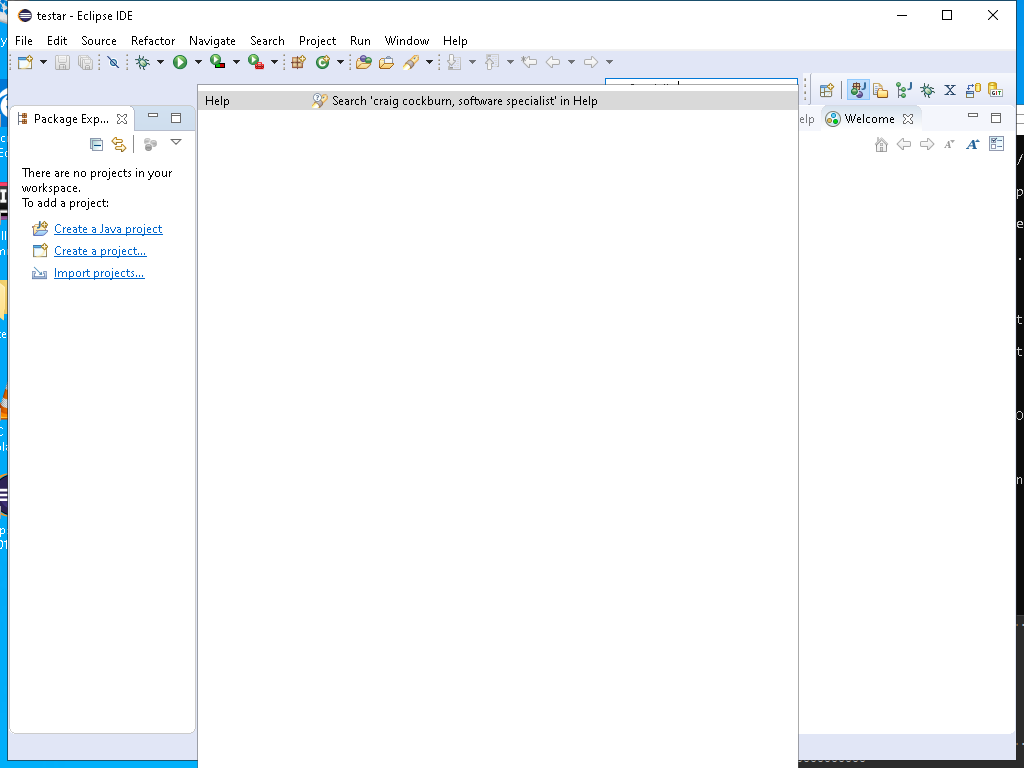 testar - Eclipse IDE
File Edit Source Refactor Navigate Search Project Run Window Help
Help Search 'craig cockburn, software specialist' in Help
Package Exp... elp Welcome
There are no projects in your
workspace.
To add a project:
Create a Java project
Create a project...
Import projects...